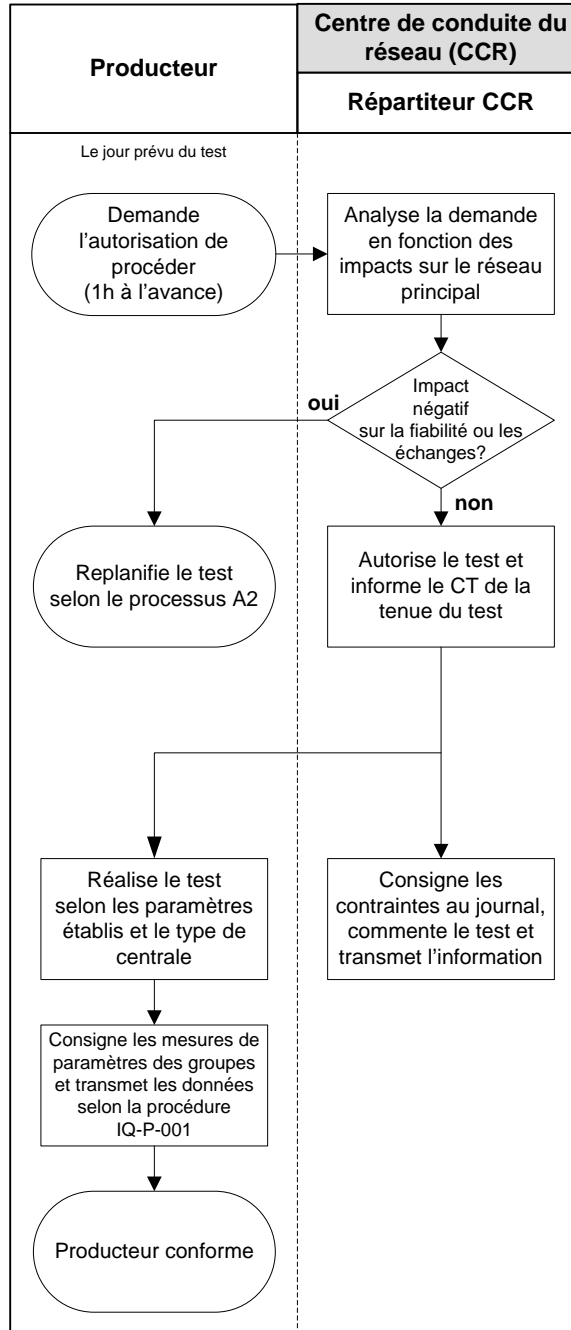 Producteur
Centre de conduite du
réseau (CCR)
Répartiteur CCR
Le jour prévu du test
Demande
l'autorisation de
procéder
(1h à l'avance)
Analyse la demande
en fonction des
impacts sur le réseau
principal
Impact
négatif
sur la fiabilité ou les
échanges?
oui
non
Replanifie le test
selon le processus A2
Autorise le test et
informe le CT de la
tenue du test
Réalise le test
selon les paramètres
établis et le type de
centrale
Consigne les
contraintes au journal,
commente le test et
transmet l'information
Consigne les mesures de
paramètres des groupes
et transmet les données
selon la procédure
IQ-P-001
Producteur conforme